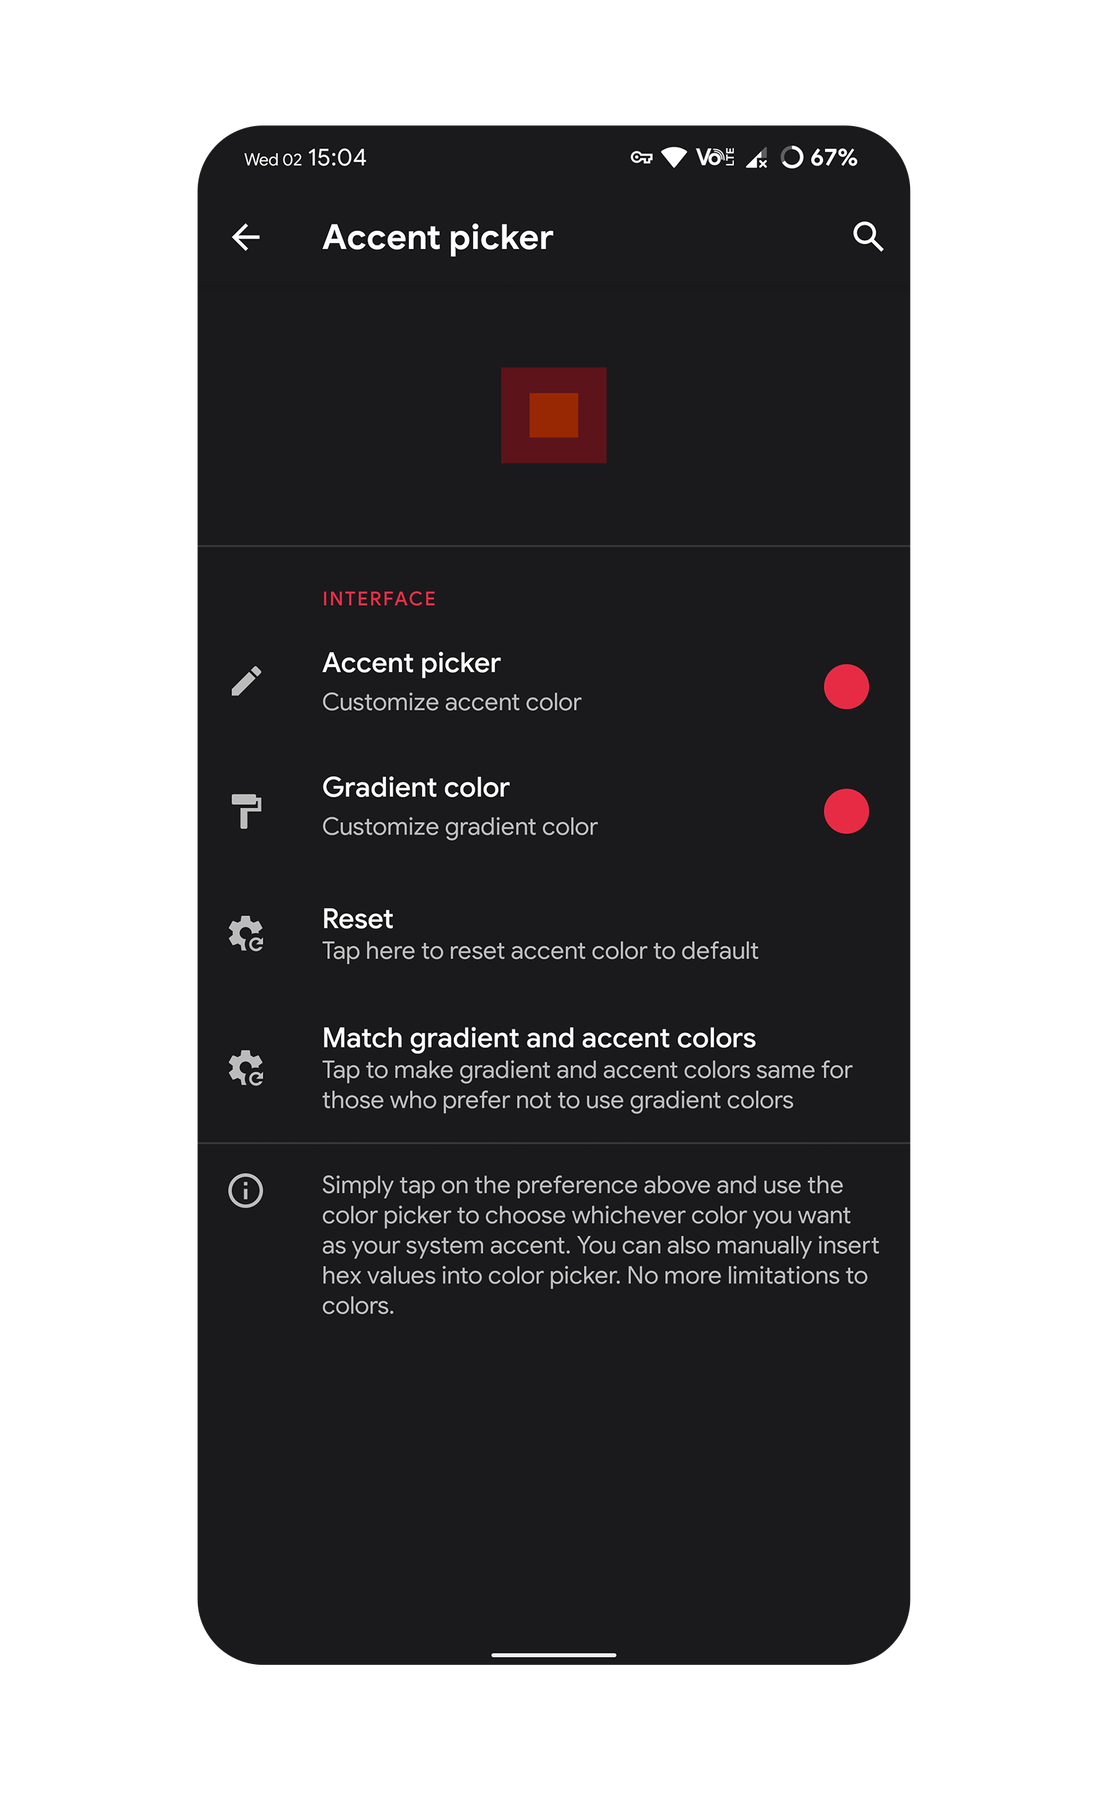 Wed 02 15:04 Vo LTE 67%
Accent picker
INTERFACE
Accent picker
Customize accent color
Gradient color
Customize gradient color
Reset
Tap here to reset accent color to default
Match gradient and accent colors
Tap to make gradient and accent colors same for
those who prefer not to use gradient colors
Simply tap on the preference above and use the
color picker to choose whichever color you want
as your system accent. You can also manually insert
hex values into color picker. No more limitations to
colors.